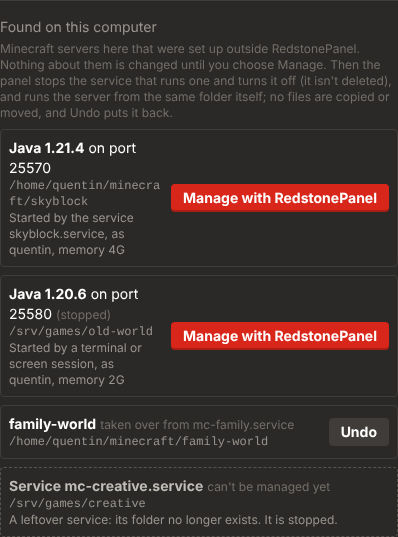 Found on this computer
Minecraft servers here that were set up outside RedstonePanel.
Nothing about them is changed until you choose Manage. Then the
panel stops the service that runs one and turns it off (it isn't deleted),
and runs the server from the same folder itself; no files are copied or
moved, and Undo puts it back.
Java 1.21.4 on port
25570
/home/quentin/minecra
ft/skyblock
Started by the service
skyblock.service, as
quentin, memory 4G
Manage with RedstonePanel
Java 1.20.6 on port
25580 (stopped)
/srv/games/old-world
Started by a terminal or
screen session, as
quentin, memory 2G
Manage with RedstonePanel
family-world taken over from mc-family.service
/home/quentin/minecraft/family-world
Undo
Service mc-creative.service can't be managed yet
/srv/games/creative
A leftover service: its folder no longer exists. It is stopped.